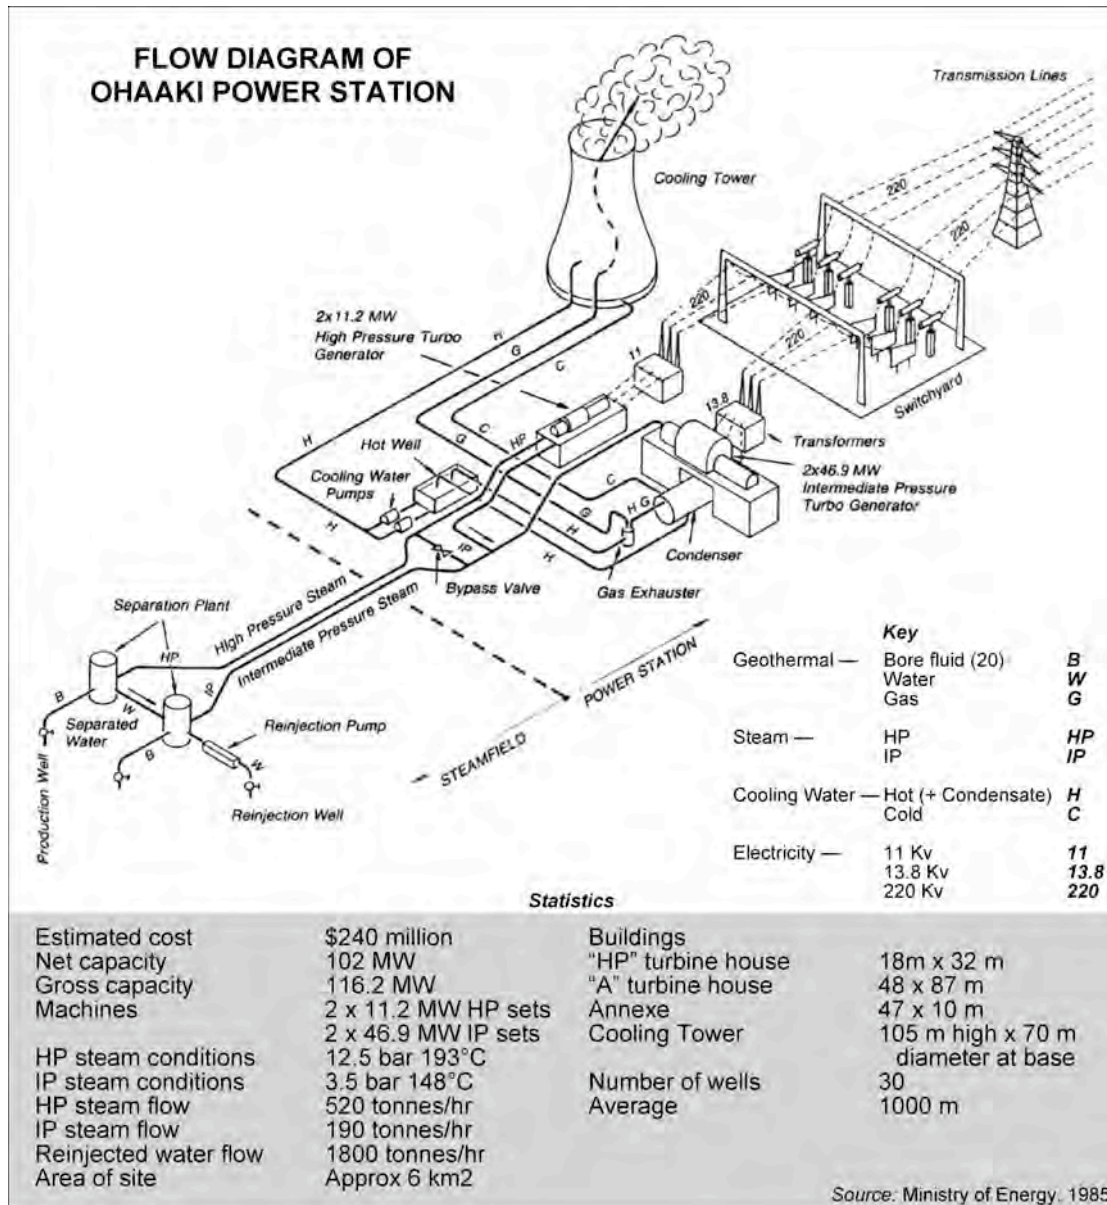 FLOW DIAGRAM OF
OHAAKI POWER STATION
Transmission Lines
Cooling Tower
220
220
220
220
2x11.2 MW
High Pressure Turbo
Generator
H
G
C
11
13.8
Switchyard
Transformers
2x46.9 MW
Intermediate Pressure
Turbo Generator
H
G
C
HP
Hot Well
Cooling Water
Pumps
H
C
G
H
G
H
H
IP
Condenser
Bypass Valve
Gas Exhauster
Separation Plant
High Pressure Steam
Intermediate Pressure Steam
HP
IP
B
W
Separated
Water
B
W
Reinjection Pump
Reinjection Well
Production Well
STEAMFIELD
POWER STATION
Key
Geothermal — Bore fluid (20) B
Water W
Gas G
Steam — HP HP
IP IP
Cooling Water — Hot (+ Condensate) H
Cold C
Electricity — 11 Kv 11
13.8 Kv 13.8
220 Kv 220
Statistics
Estimated cost $240 million
Net capacity 102 MW
Gross capacity 116.2 MW
Machines 2 x 11.2 MW HP sets
2 x 46.9 MW IP sets
HP steam conditions 12.5 bar 193°C
IP steam conditions 3.5 bar 148°C
HP steam flow 520 tonnes/hr
IP steam flow 190 tonnes/hr
Reinjected water flow 1800 tonnes/hr
Area of site Approx 6 km2
Buildings
"HP" turbine house 18m x 32 m
"A" turbine house 48 x 87 m
Annexe 47 x 10 m
Cooling Tower 105 m high x 70 m
diameter at base
Number of wells 30
Average 1000 m
Source: Ministry of Energy. 1985